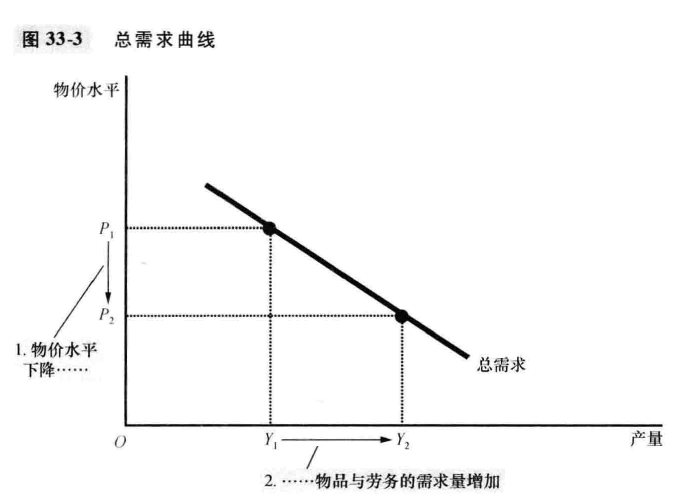 图 33-3 总需求曲线
物价水平
P₁
P₂
1. 物价水平
下降……
总需求
O
Y₁
Y₂
产量
2. ……物品与劳务的需求量增加